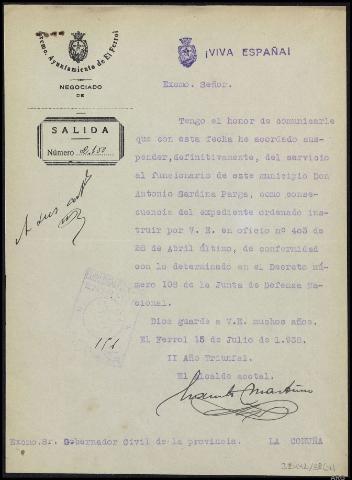 Excmo. Ayuntamiento de El Ferrol
NEGOCIADO
DE
¡VIVA ESPAÑA!
SALIDA
Número 2,150
Excmo. Señor.
Tengo el honor de comunicarle
que con esta fecha he acordado sus-
pender,definitivamente, del servicio
al funcionario de este municipio Don
Antonio Sardina Parga, como conse-
cuencia del expediente ordenado ins-
truir por V. E. en oficio nº 403 de
28 de Abril último, de conformidad
con lo determinado en el Decreto nú-
mero 108 de la Junta de Defensa Na-
cional.
Dios guarde a V.E. muchos años.
El Ferrol 15 de Julio de 1.938.
II Año Triunfal.
El Alcalde acctal.
Excmo.Sr. Gobernador Civil de la provincia. LA CORUÑA